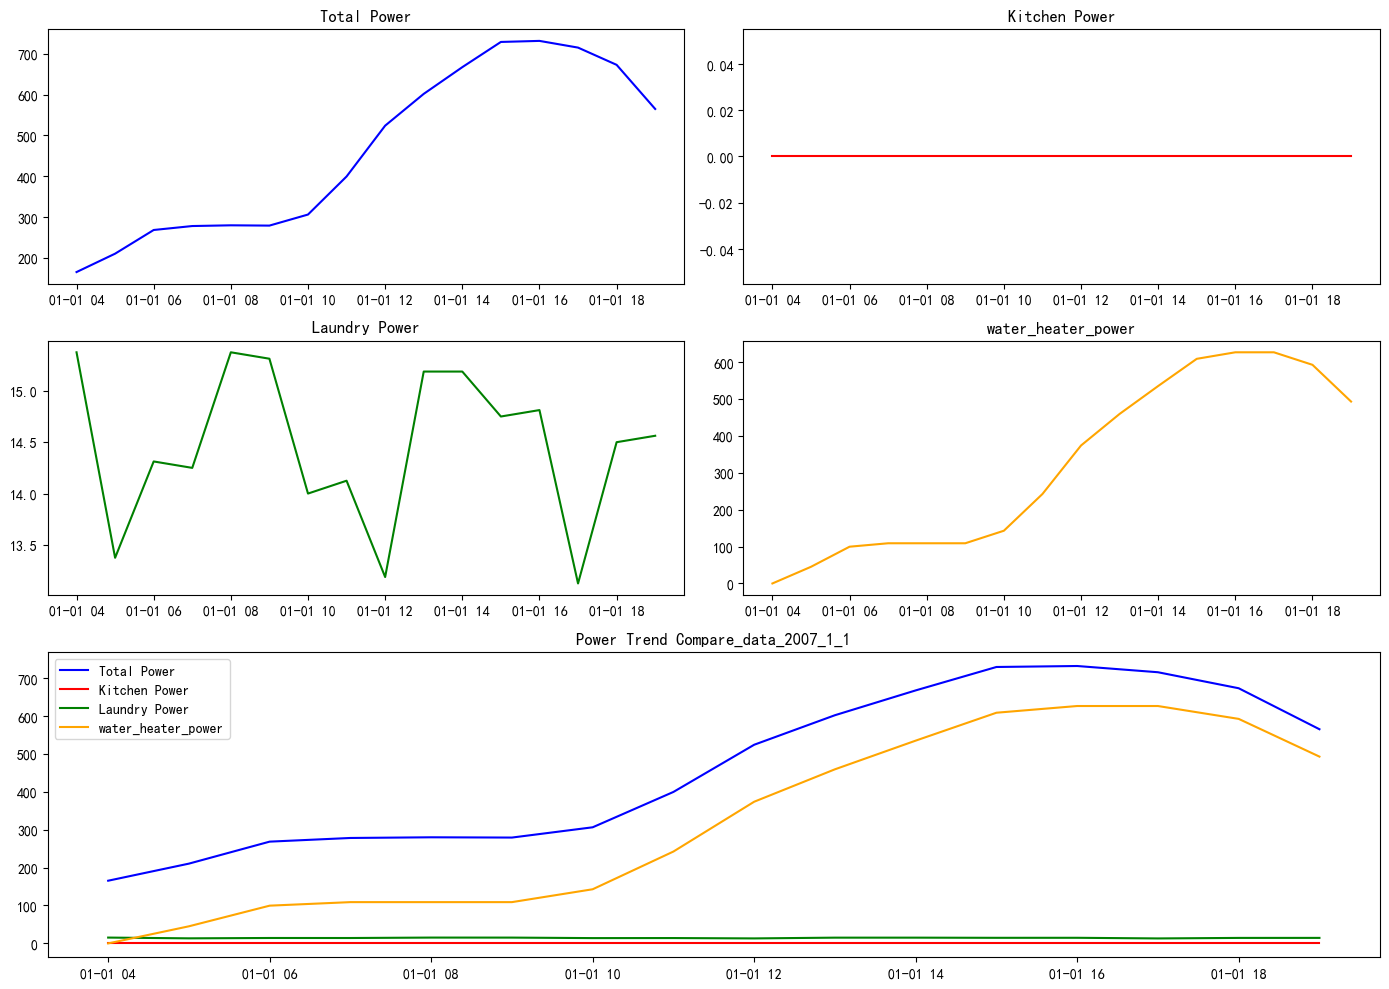 Total Power
700
600
500
400
300
200
01-01 04 01-01 06 01-01 08 01-01 10 01-01 12 01-01 14 01-01 16 01-01 18
Kitchen Power
0.04
0.02
0.00
-0.02
-0.04
01-01 04 01-01 06 01-01 08 01-01 10 01-01 12 01-01 14 01-01 16 01-01 18
Laundry Power
15.0
14.5
14.0
13.5
01-01 04 01-01 06 01-01 08 01-01 10 01-01 12 01-01 14 01-01 16 01-01 18
water_heater_power
600
500
400
300
200
100
0
01-01 04 01-01 06 01-01 08 01-01 10 01-01 12 01-01 14 01-01 16 01-01 18
Power Trend Compare_data_2007_1_1
Total Power
Kitchen Power
Laundry Power
water_heater_power
700
600
500
400
300
200
100
0
01-01 04 01-01 06 01-01 08 01-01 10 01-01 12 01-01 14 01-01 16 01-01 18